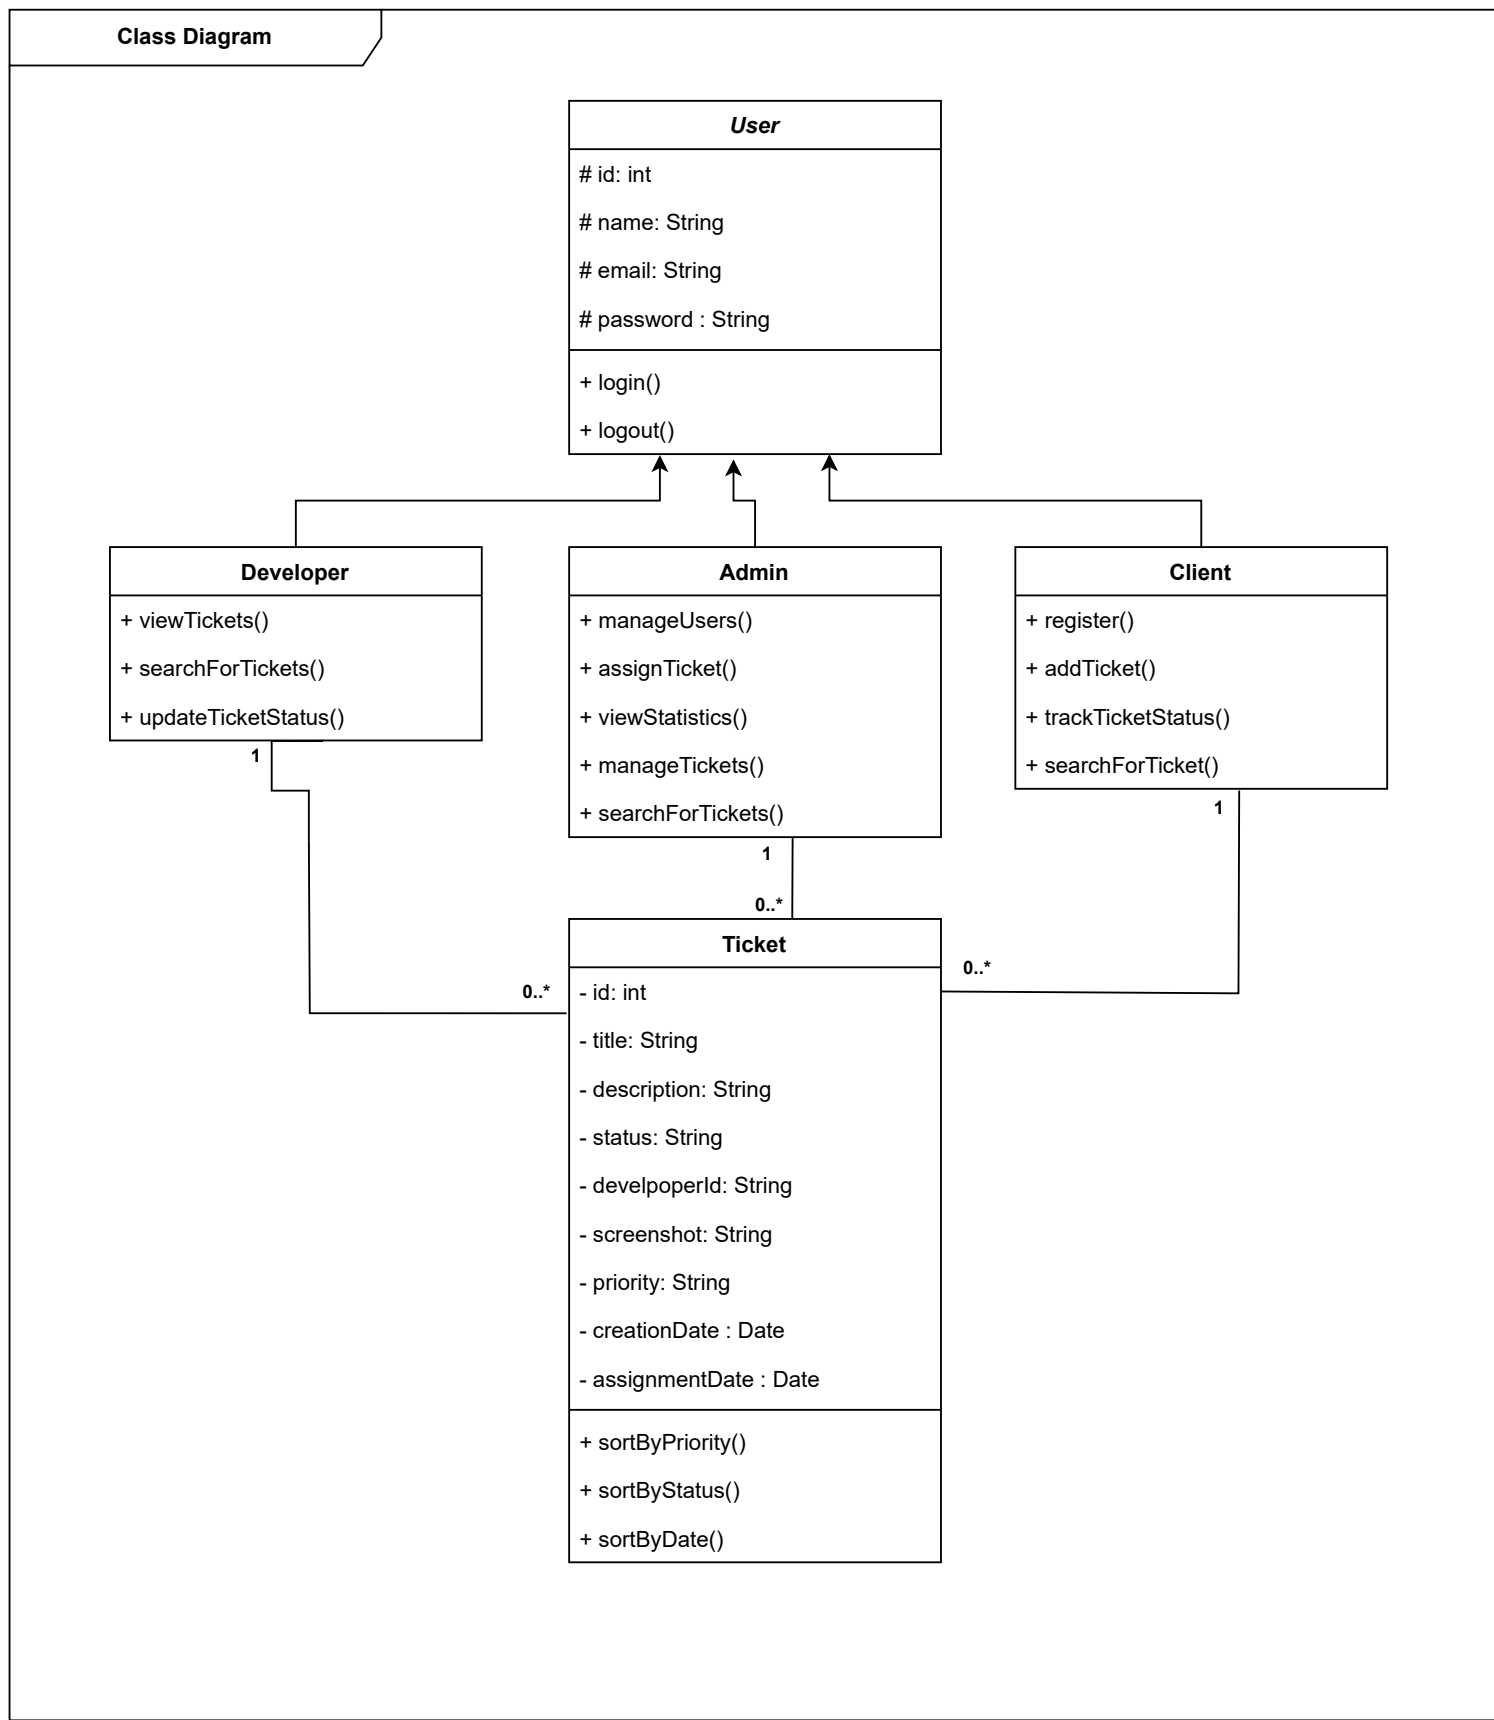 Class Diagram
User
# id: int
# name: String
# email: String
# password : String
+ login()
+ logout()
Developer
+ viewTickets()
+ searchForTickets()
+ updateTicketStatus()
1
Admin
+ manageUsers()
+ assignTicket()
+ viewStatistics()
+ manageTickets()
+ searchForTickets()
1
Client
+ register()
+ addTicket()
+ trackTicketStatus()
+ searchForTicket()
1
0..*
0..*
0..*
Ticket
- id: int
- title: String
- description: String
- status: String
- develpoperId: String
- screenshot: String
- priority: String
- creationDate : Date
- assignmentDate : Date
+ sortByPriority()
+ sortByStatus()
+ sortByDate()